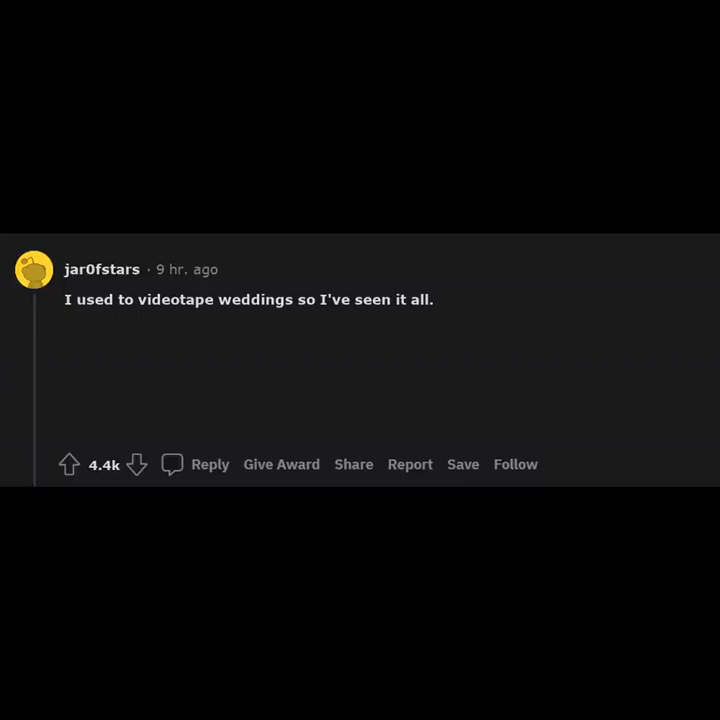 jar0fstars · 9 hr. ago
I used to videotape weddings so I've seen it all.
4.4k Reply Give Award Share Report Save Follow